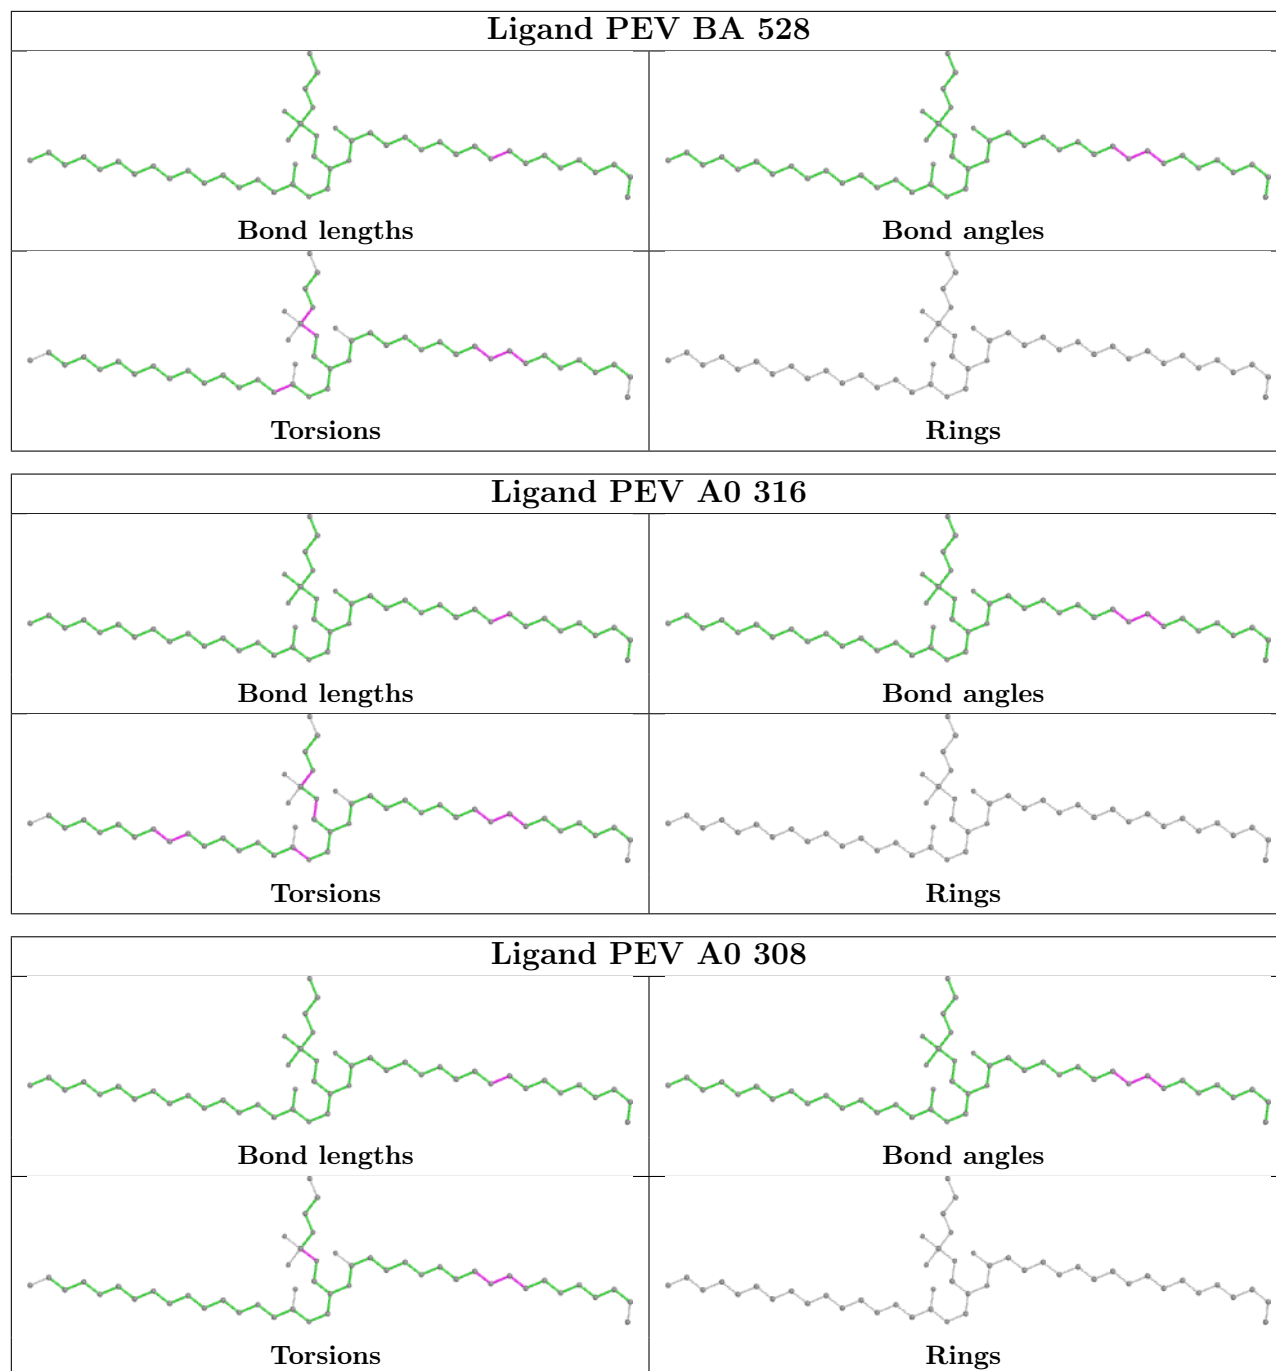 Ligand PEV BA 528
Bond lengths
Bond angles
Torsions
Rings
Ligand PEV A0 316
Bond lengths
Bond angles
Torsions
Rings
Ligand PEV A0 308
Bond lengths
Bond angles
Torsions
Rings